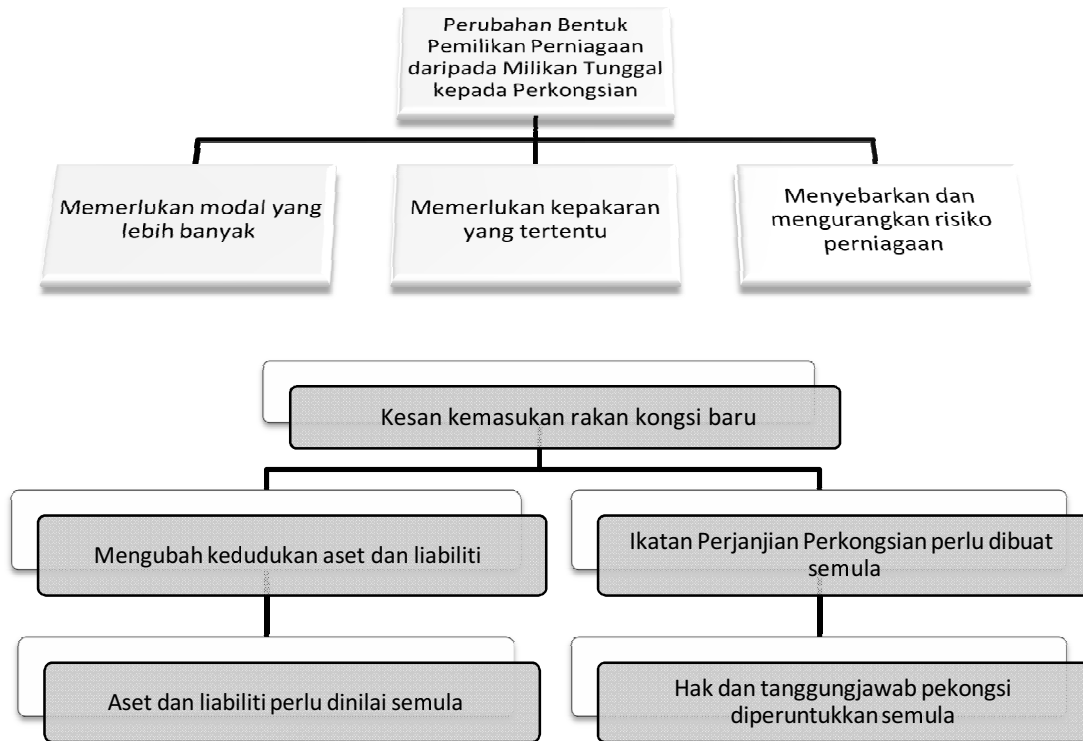 Perubahan Bentuk
Pemilikan Perniagaan
daripada Milikan Tunggal
kepada Perkongsian
Memerlukan modal yang
lebih banyak
Memerlukan kepakaran
yang tertentu
Menyebarkan dan
mengurangkan risiko
perniagaan
Kesan kemasukan rakan kongsi baru
Mengubah kedudukan aset dan liabiliti
Ikatan Perjanjian Perkongsian perlu dibuat
semula
Aset dan liabiliti perlu dinilai semula
Hak dan tanggungjawab pekongsi
diperuntukkan semula